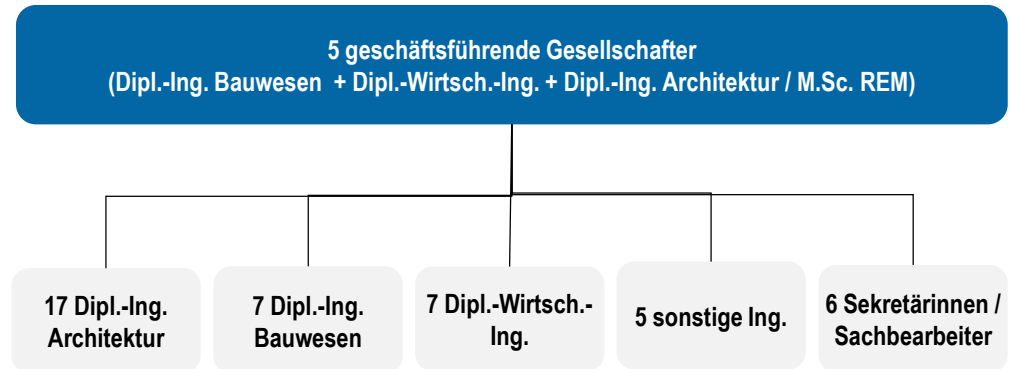 5 geschäftsführende Gesellschafter
(Dipl.-Ing. Bauwesen + Dipl.-Wirtsch.-Ing. + Dipl.-Ing. Architektur / M.Sc. REM)
17 Dipl.-Ing.
Architektur
7 Dipl.-Ing.
Bauwesen
7 Dipl.-Wirtsch.-
Ing.
5 sonstige Ing.
6 Sekretärinnen /
Sachbearbeiter